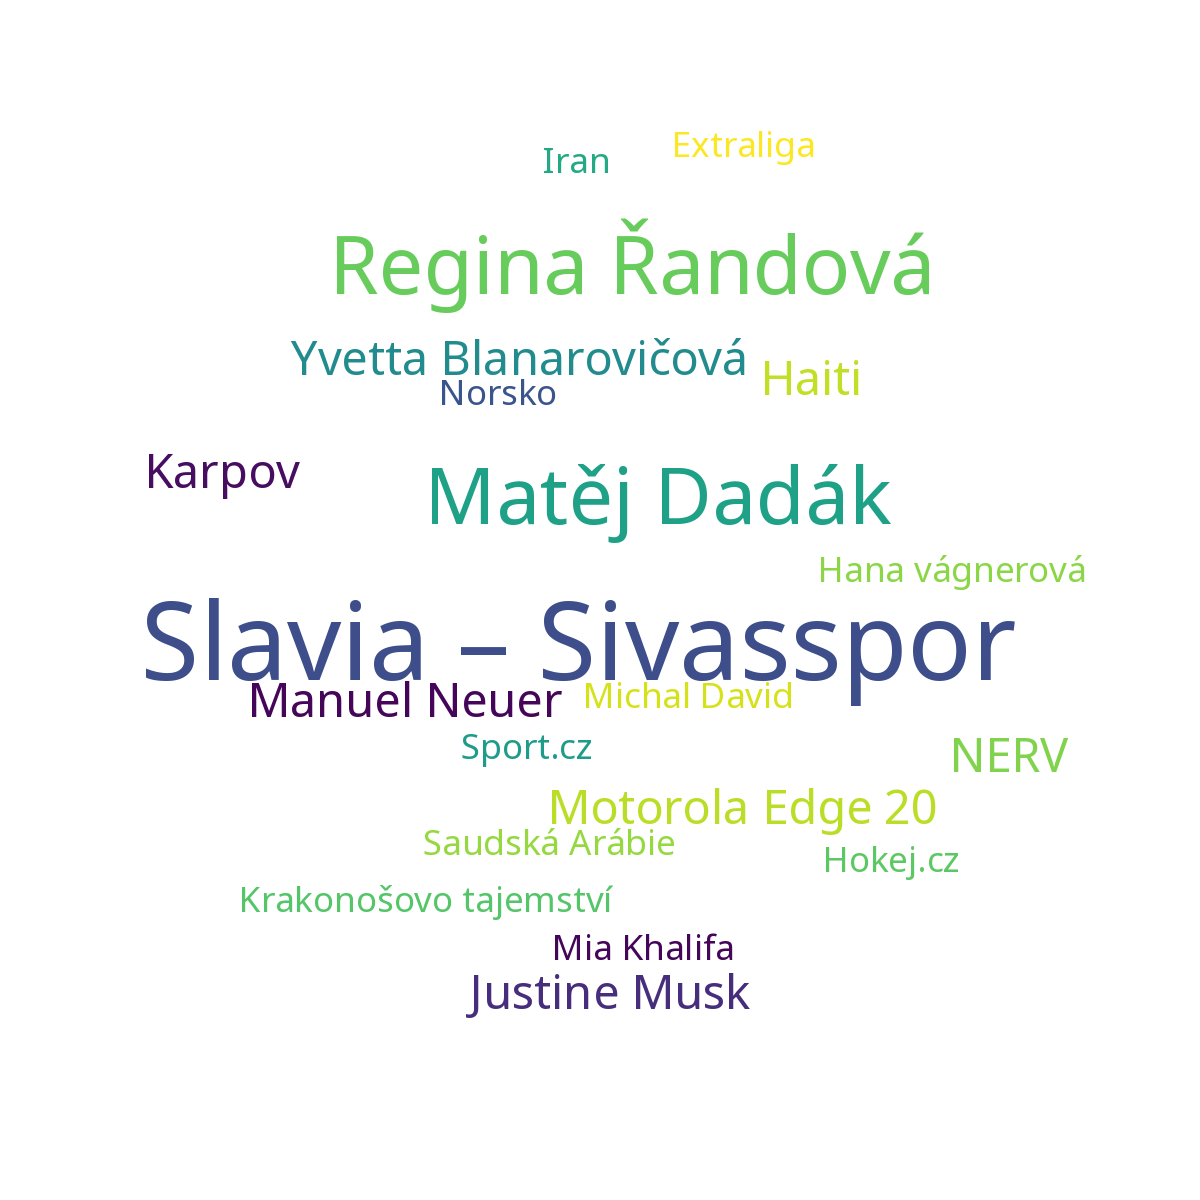 Extraliga
Iran
Regina Řandová
Yvetta Blanarovičová
Haiti
Norsko
Karpov
Matěj Dadák
Hana vágnerová
Slavia – Sivasspor
Manuel Neuer
Michal David
Sport.cz
NERV
Motorola Edge 20
Saudská Arábie
Hokej.cz
Krakonošovo tajemství
Mia Khalifa
Justine Musk